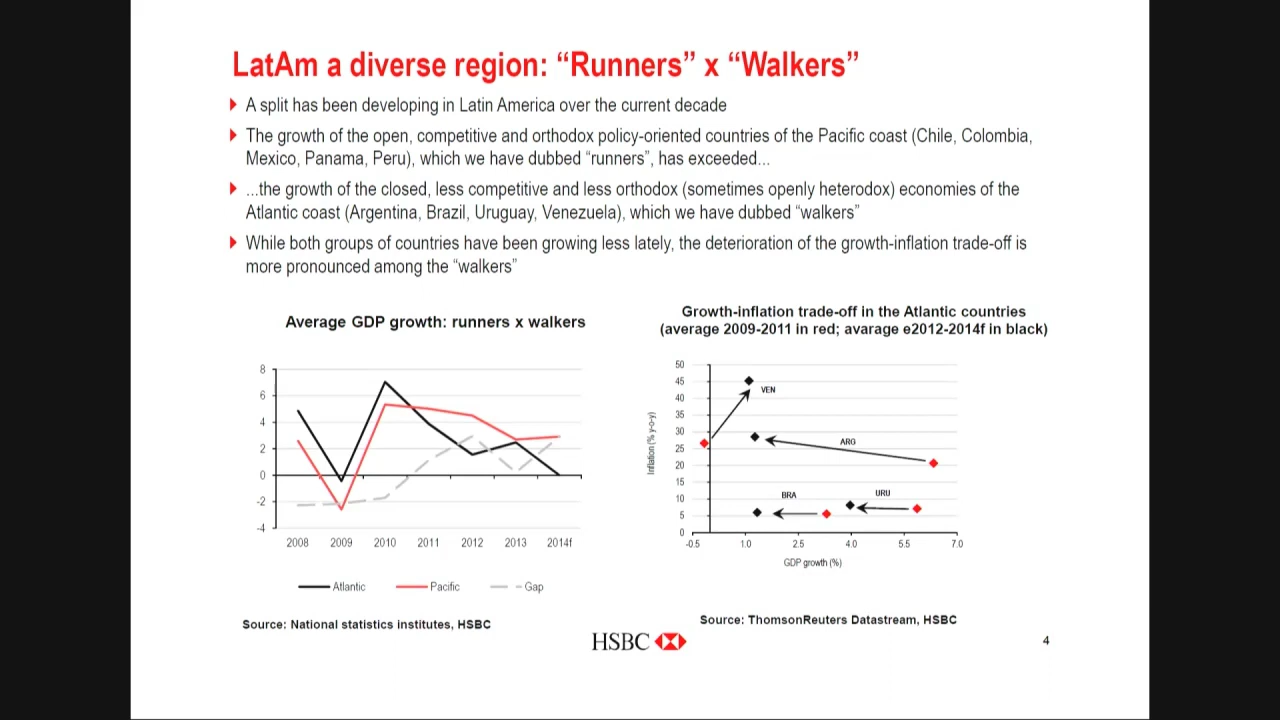 LatAm a diverse region: “Runners” x “Walkers”
A split has been developing in Latin America over the current decade
The growth of the open, competitive and orthodox policy-oriented countries of the Pacific coast (Chile, Colombia,
Mexico, Panama, Peru), which we have dubbed “runners”, has exceeded...
...the growth of the closed, less competitive and less orthodox (sometimes openly heterodox) economies of the
Atlantic coast (Argentina, Brazil, Uruguay, Venezuela), which we have dubbed “walkers”
While both groups of countries have been growing less lately, the deterioration of the growth-inflation trade-off is
more pronounced among the “walkers”
Average GDP growth: runners x walkers
8
6
4
2
0
-2
-4
2008 2009 2010 2011 2012 2013 2014f
Atlantic Pacific Gap
Source: National statistics institutes, HSBC
Growth-inflation trade-off in the Atlantic countries
(average 2009-2011 in red; avarage e2012-2014f in black)
Inflation (% y-o-y)
50
45
40
35
30
25
20
15
10
5
0
VEN
ARG
BRA
URU
-0.5 1.0 2.5 4.0 5.5 7.0
GDP growth (%)
Source: ThomsonReuters Datastream, HSBC
HSBC
4